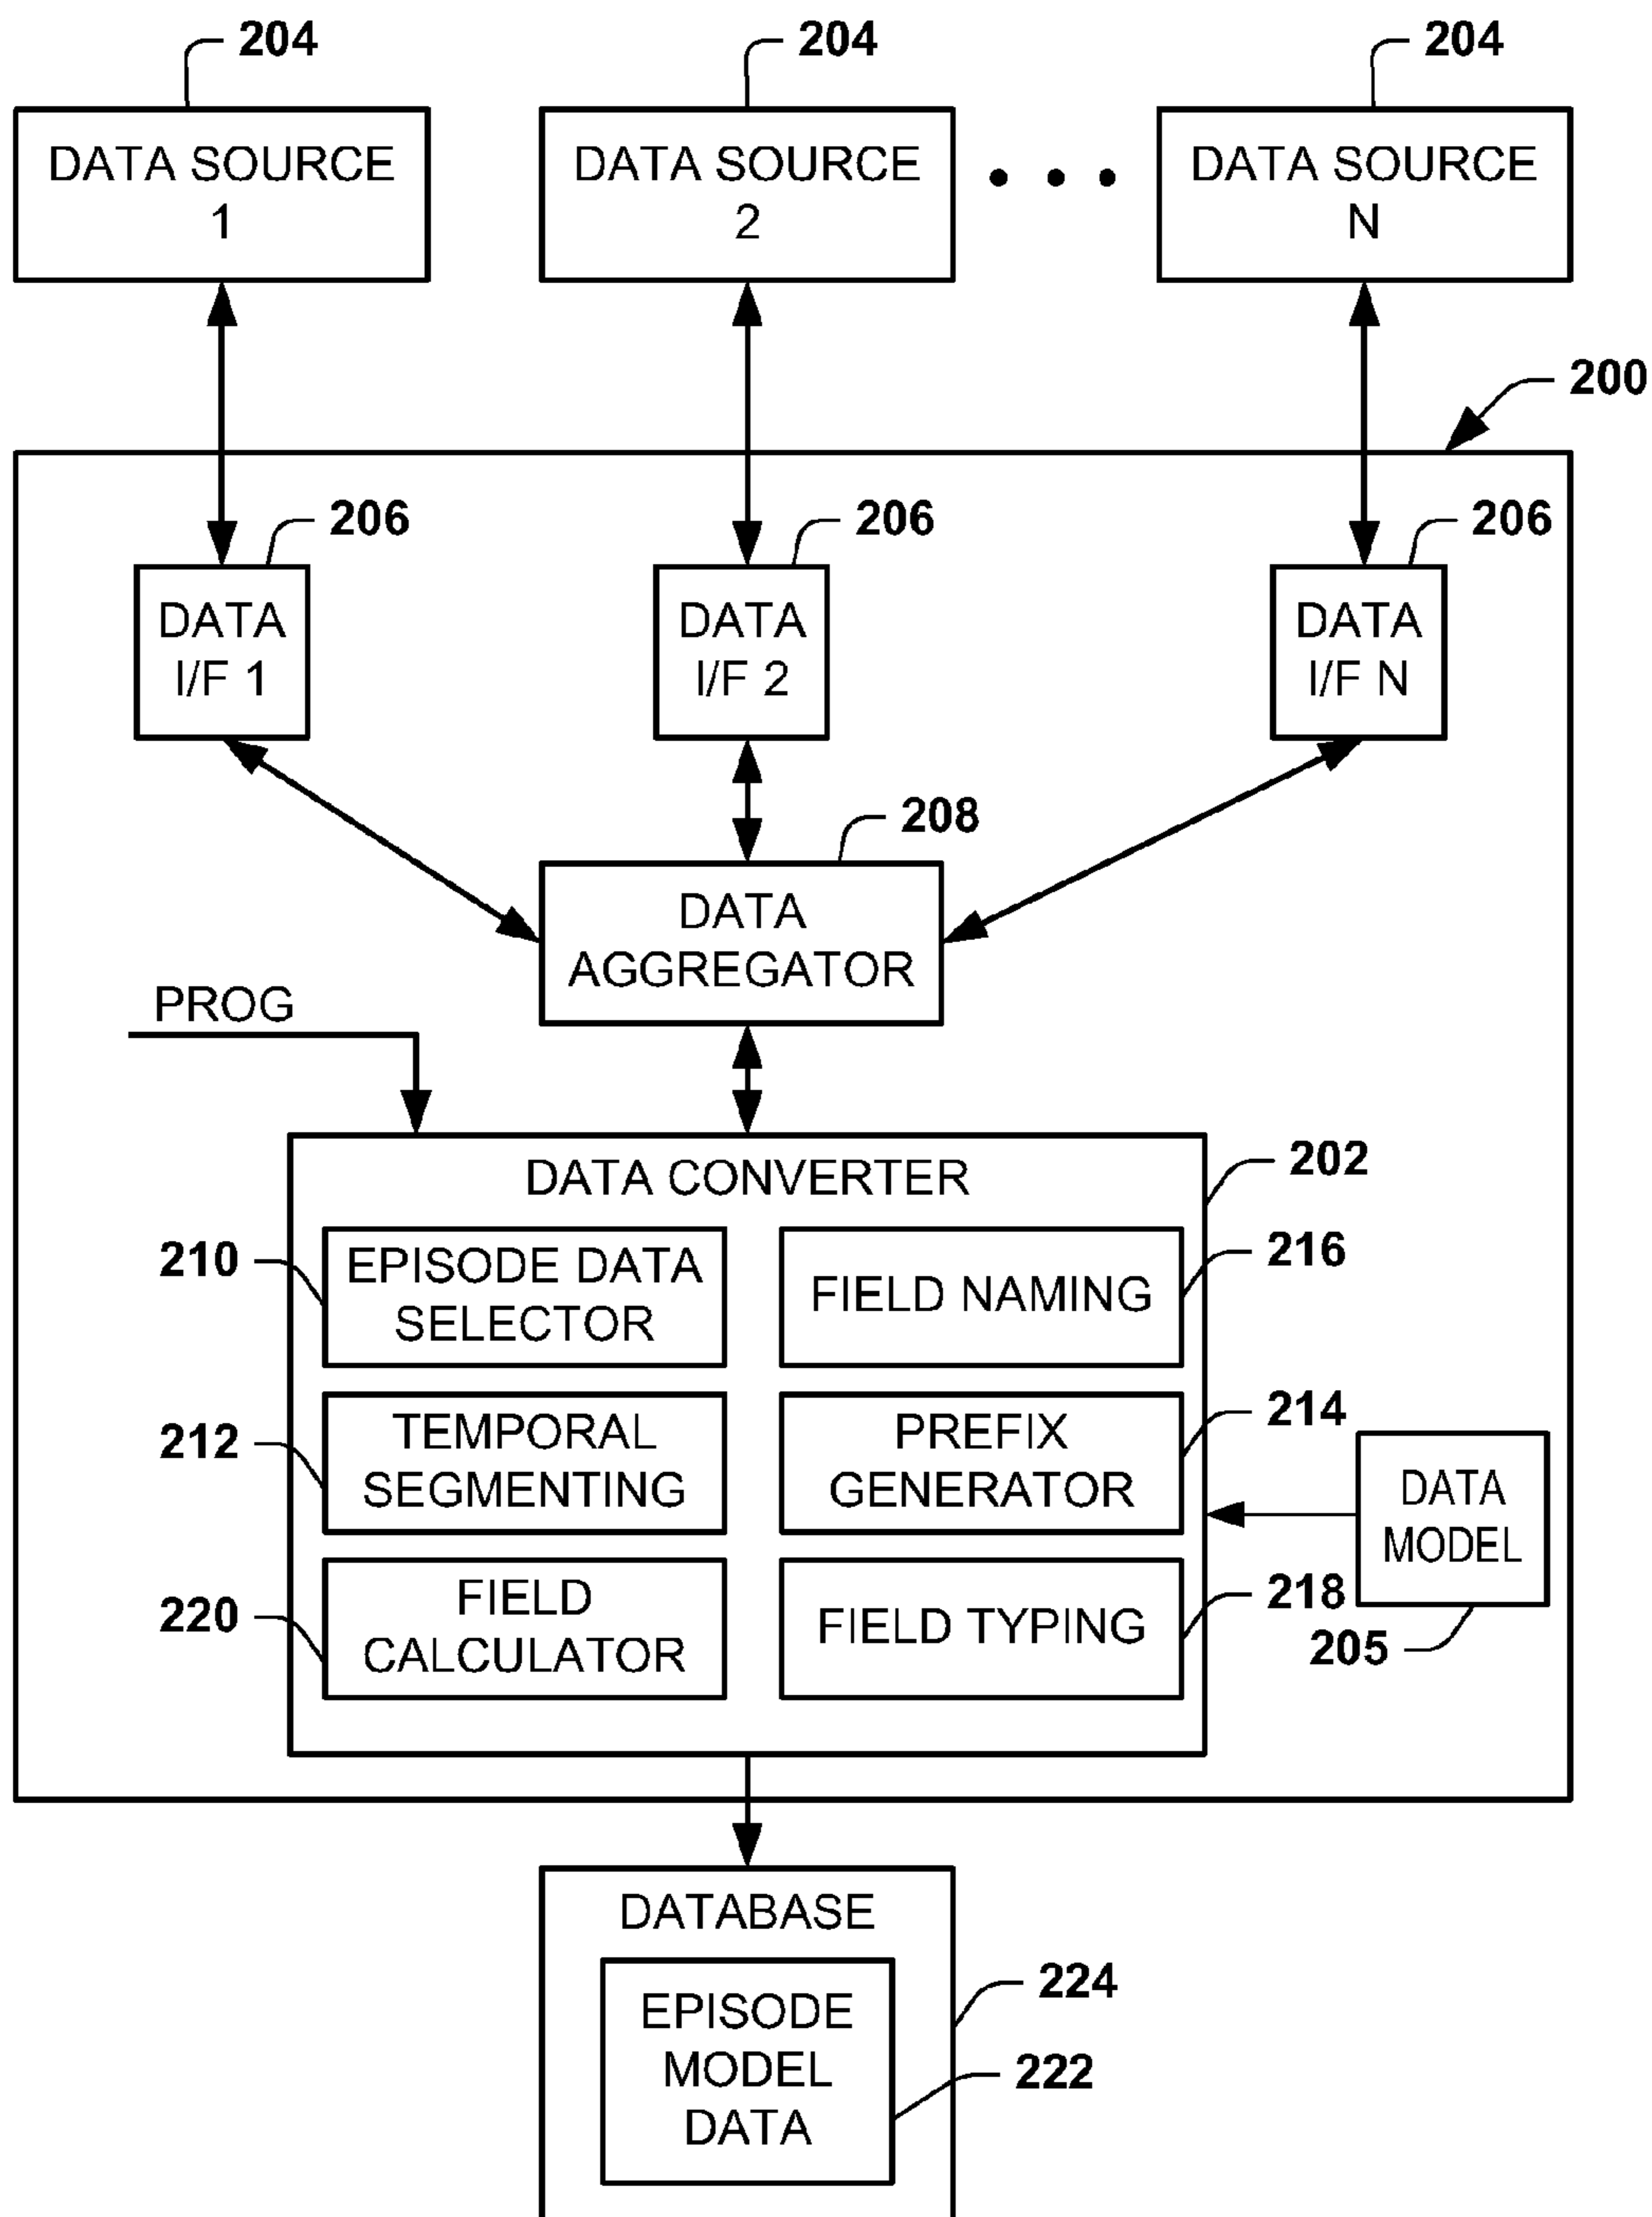 204
204
204
DATA SOURCE
1
DATA SOURCE
2
DATA SOURCE
N
200
206
206
206
DATA
I/F 1
DATA
I/F 2
DATA
I/F N
208
DATA
AGGREGATOR
PROG
DATA CONVERTER
202
210
EPISODE DATA
SELECTOR
FIELD NAMING
216
212
TEMPORAL
SEGMENTING
PREFIX
GENERATOR
214
DATA
MODEL
205
220
FIELD
CALCULATOR
FIELD TYPING
218
DATABASE
224
EPISODE
MODEL
DATA
222